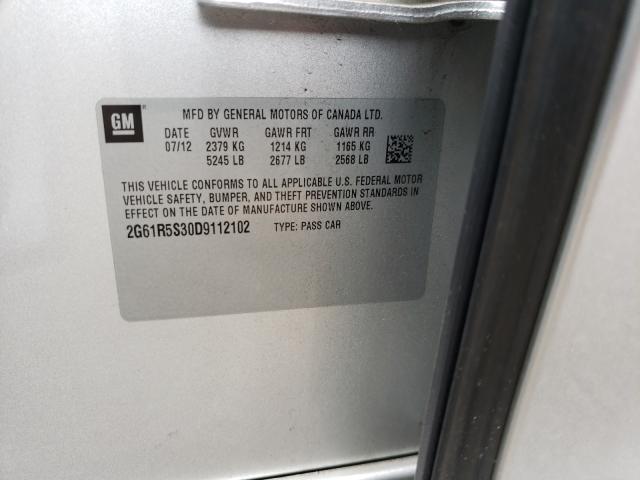 GM
MFD BY GENERAL MOTORS OF CANADA LTD.
DATE GVWR GAWR FRT GAWR RR
07/12 2379 KG 1214 KG 1165 KG
5245 LB 2677 LB 2568 LB
THIS VEHICLE CONFORMS TO ALL APPLICABLE U.S. FEDERAL MOTOR
VEHICLE SAFETY, BUMPER, AND THEFT PREVENTION STANDARDS IN
EFFECT ON THE DATE OF MANUFACTURE SHOWN ABOVE.
2G61R5S30D9112102 TYPE: PASS CAR